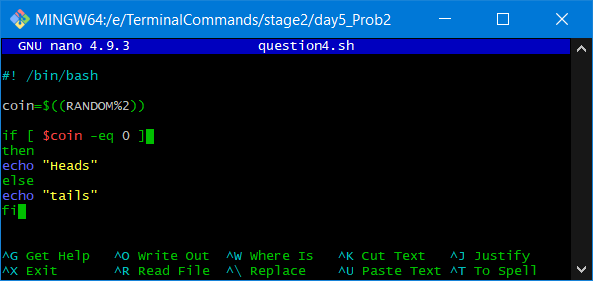 MINGW64:/e/TerminalCommands/stage2/day5_Prob2
GNU nano 4.9.3 question4.sh
#! /bin/bash
coin=$((RANDOM%2))
if [ $coin -eq 0 ]
then
echo "Heads"
else
echo "tails"
fi
^G Get Help ^O Write Out ^W Where Is ^K Cut Text ^J Justify
^X Exit ^R Read File ^\ Replace ^U Paste Text ^T To Spell